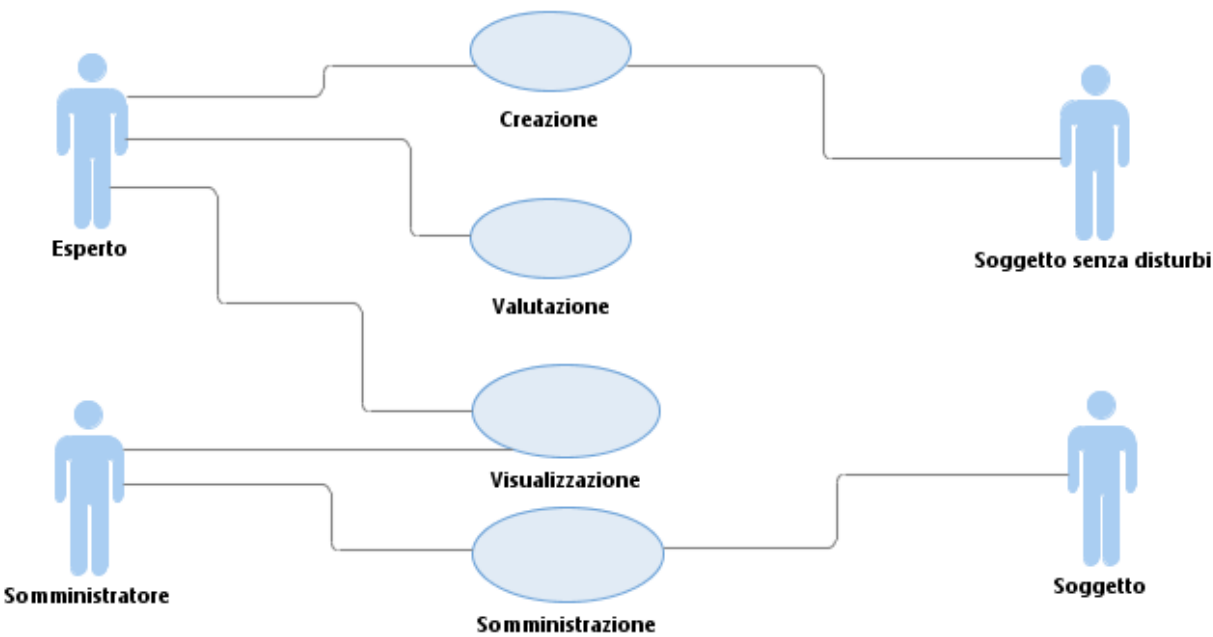 Creazione
Esperto
Soggetto senza disturbi
Valutazione
Visualizzazione
Somministratore
Soggetto
Somministrazione